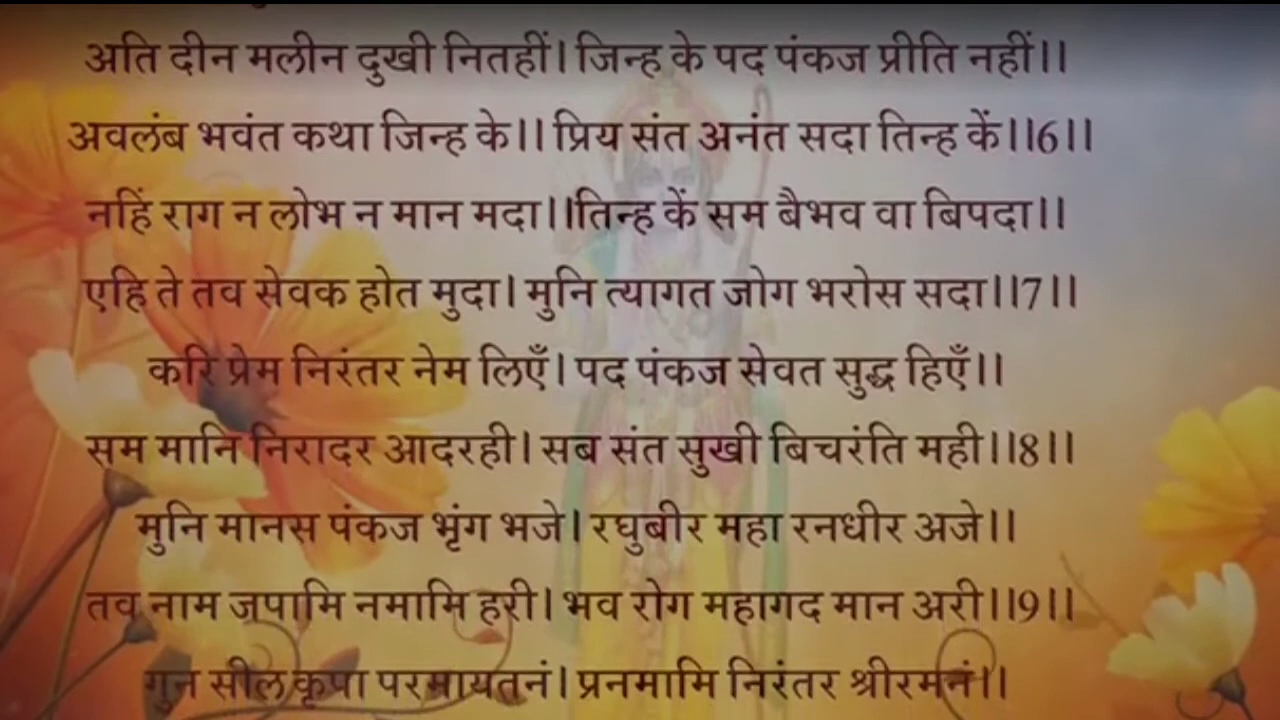 अति दीन मलीन दुखी नितहीं। जिन्ह के पद पंकज प्रीति नहीं।।
अवलंब भवंत कथा जिन्ह के।। प्रिय संत अनंत सदा तिन्ह कें।।6।।
नहिं राग न लोभ न मान मदा।।तिन्ह कें सम बैभव वा बिपदा।।
एहि ते तव सेवक होत मुदा। मुनि त्यागत जोग भरोस सदा।।7।।
करि प्रेम निरंतर नेम लिएँ। पद पंकज सेवत सुद्ध हिएँ।।
सम मानि निरादर आदरही। सब संत सुखी बिचरंति मही।।8।।
मुनि मानस पंकज भृंग भजे। रघुबीर महा रनधीर अजे।।
तव नाम जपामि नमामि हरी। भव रोग महागद मान अरी।।9।।
गुन सील कृपा परमायतनं। प्रनमामि निरंतर श्रीरमनं।।